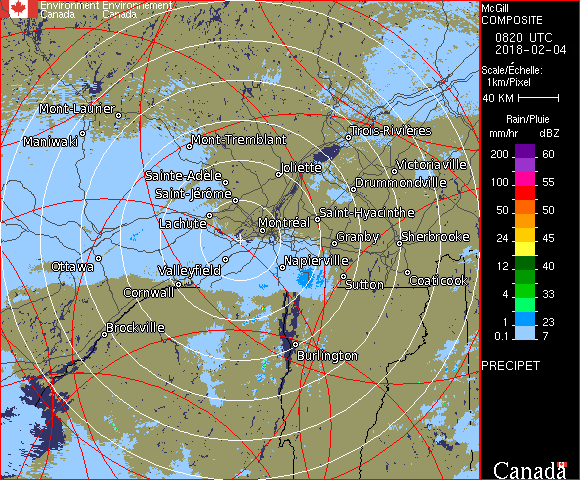 Environment Environnement
Canada Canada
McGill
COMPOSITE
0820 UTC
2018-02-04
Scale/Échelle:
1km/Pixel
40 KM
Rain/Pluie
mm/hr dBZ
200 60
100 55
50 50
24 45
12 40
4 33
1 23
0.1 7
PRECIPET
Canada
Mont-Laurier
Maniwaki
Mont-Tremblant
Trois-Rivières
Sainte-Adèle
Joliette
Victoriaville
Saint-Jérôme
Drummondville
Lachute
Montréal
Saint-Hyacinthe
Granby
Sherbrooke
Ottawa
Valleyfield
Napierville
Cornwall
Sutton
Coaticook
Brockville
Burlington